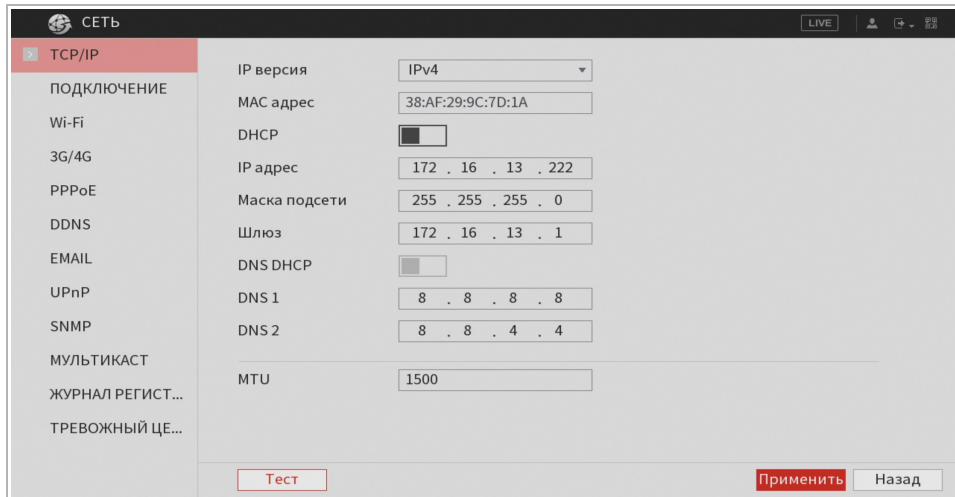 СЕТЬ
LIVE
TCP/IP
ПОДКЛЮЧЕНИЕ
Wi-Fi
3G/4G
PPPoE
DDNS
EMAIL
UPnP
SNMP
МУЛЬТИКАСТ
ЖУРНАЛ РЕГИСТ...
ТРЕВОЖНЫЙ ЦЕ...
IP версия IPv4
MAC адрес 38:AF:29:9C:7D:1A
DHCP
IP адрес 172 . 16 . 13 . 222
Маска подсети 255 . 255 . 255 . 0
Шлюз 172 . 16 . 13 . 1
DNS DHCP
DNS 1 8 . 8 . 8 . 8
DNS 2 8 . 8 . 4 . 4
MTU 1500
Тест
Применить
Назад